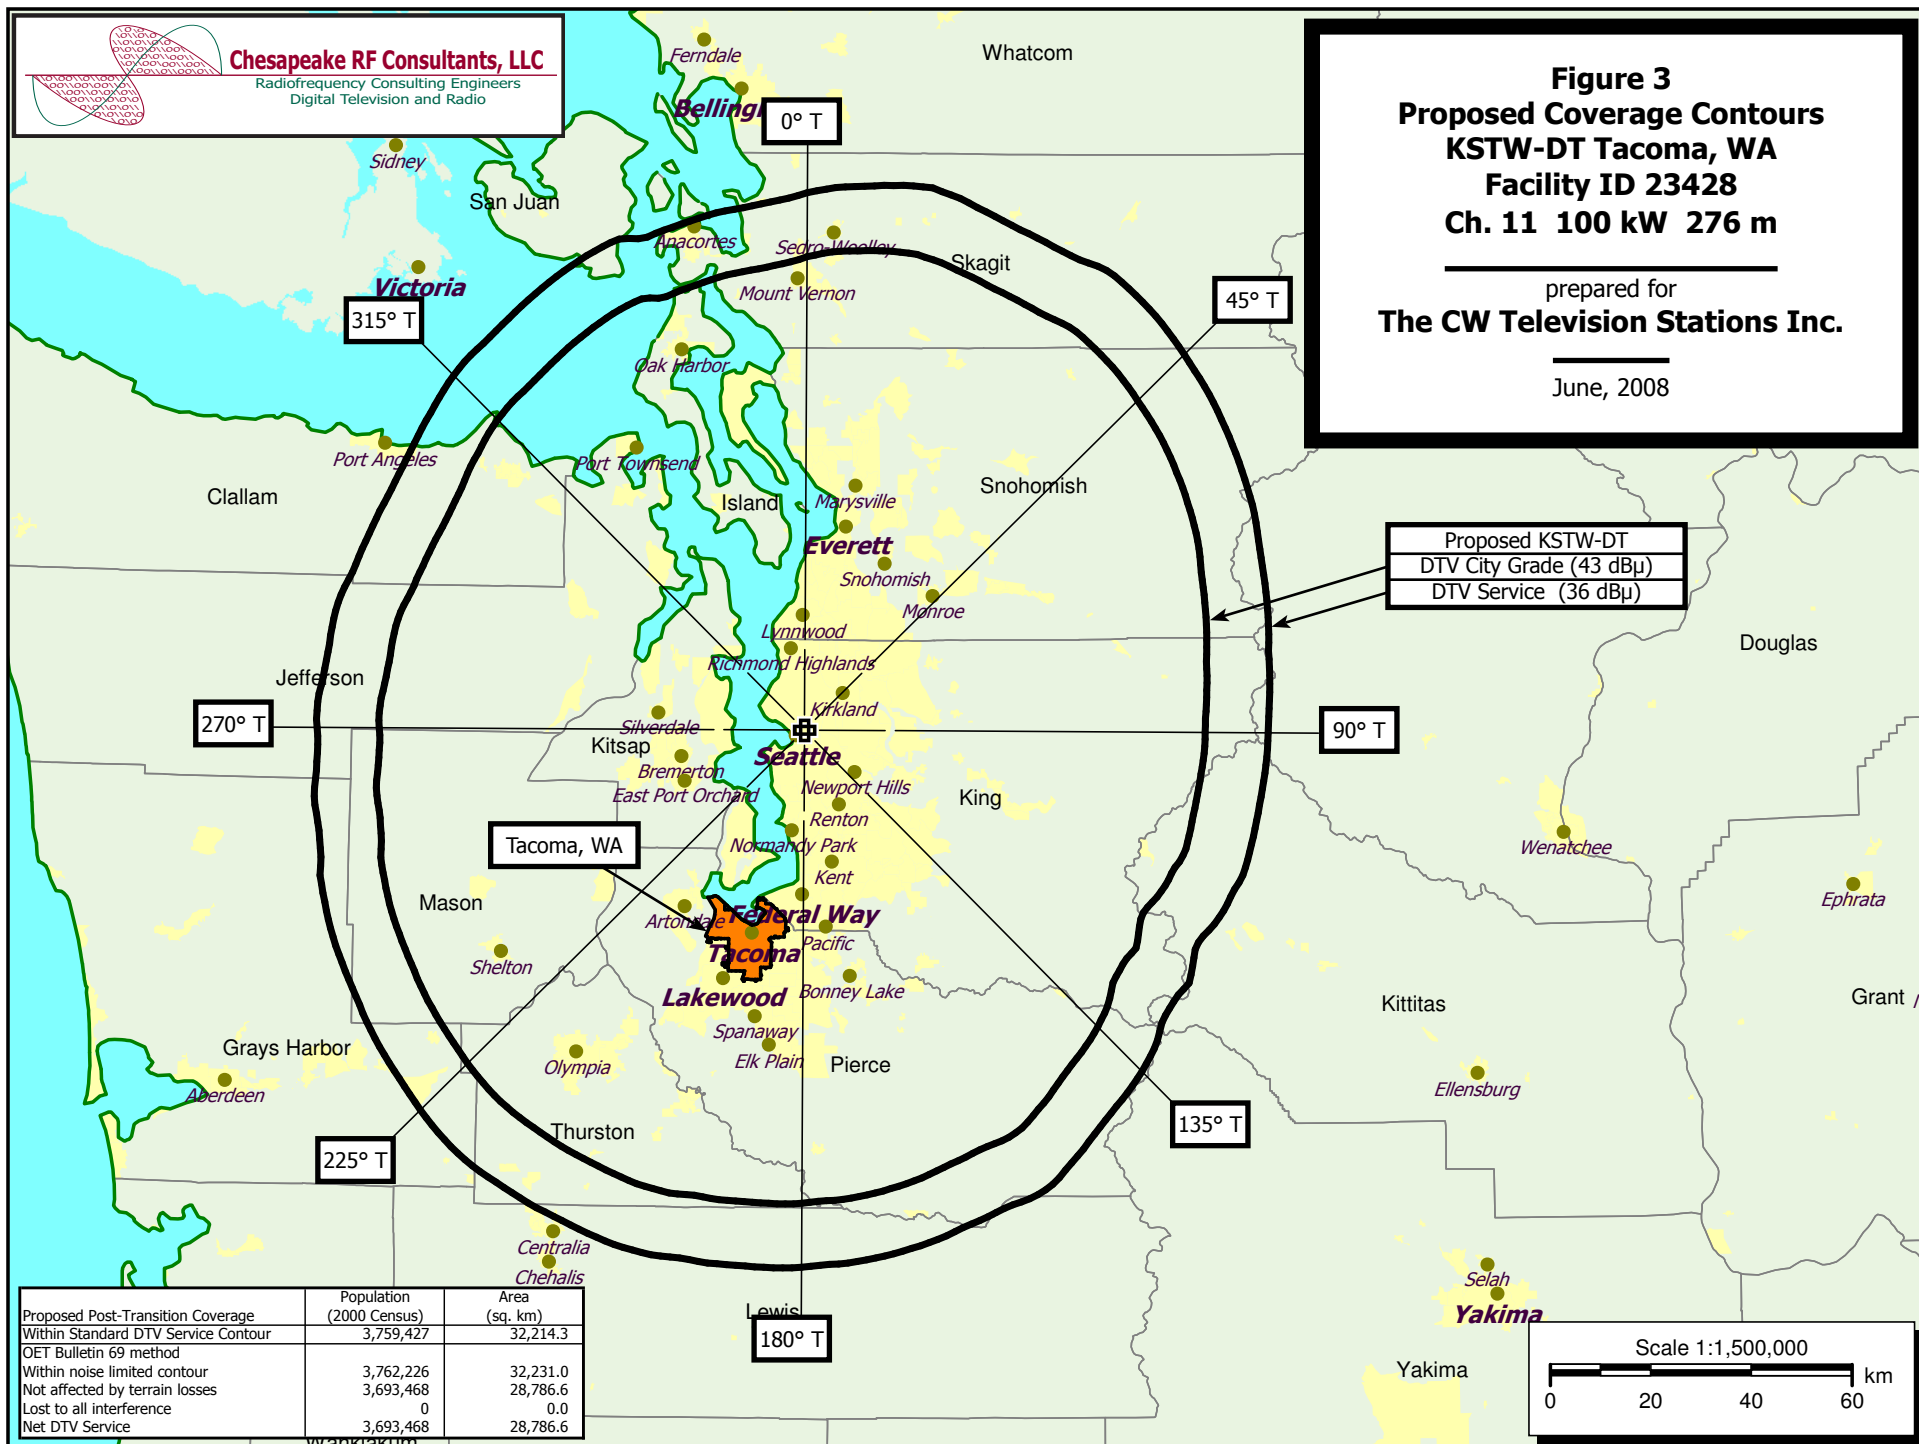 Chesapeake RF Consultants, LLC
Radiofrequency Consulting Engineers
Digital Television and Radio
Figure 3
Proposed Coverage Contours
KSTW-DT Tacoma, WA
Facility ID 23428
Ch. 11 100 kW 276 m
prepared for
The CW Television Stations Inc.
June, 2008
Ferndale
Whatcom
0° T
Sidney
San Juan
Anacortes
Sedro-Woolley
Skagit
Victoria
Mount Vernon
315° T
45° T
Oak Harbor
Port Angeles
Port Townsend
Clallam
Island
Marysville
Snohomish
Everett
Snohomish
Monroe
Proposed KSTW-DT
DTV City Grade (43 dBµ)
DTV Service (36 dBµ)
Lynnwood
Richmond Highlands
Douglas
Jefferson
Kirkland
270° T
Silverdale
Kitsap
90° T
Seattle
Bremerton
East Port Orchard
Newport Hills
King
Renton
Tacoma, WA
Normandy Park
Kent
Wenatchee
Mason
Artondale
Federal Way
Ephrata
Pacific
Tacoma
Shelton
Lakewood
Bonney Lake
Kittitas
Grant
Spanaway
Grays Harbor
Olympia
Elk Plain
Pierce
Aberdeen
Ellensburg
Thurston
135° T
225° T
Centralia
Chehalis
Selah
Yakima
Lewis
180° T
Yakima
Proposed Post-Transition Coverage Population (2000 Census) Area (sq. km)
Within Standard DTV Service Contour 3,759,427 32,214.3
OET Bulletin 69 method
Within noise limited contour 3,762,226 32,231.0
Not affected by terrain losses 3,693,468 28,786.6
Lost to all interference 0 0.0
Net DTV Service 3,693,468 28,786.6
Scale 1:1,500,000
km
0 20 40 60